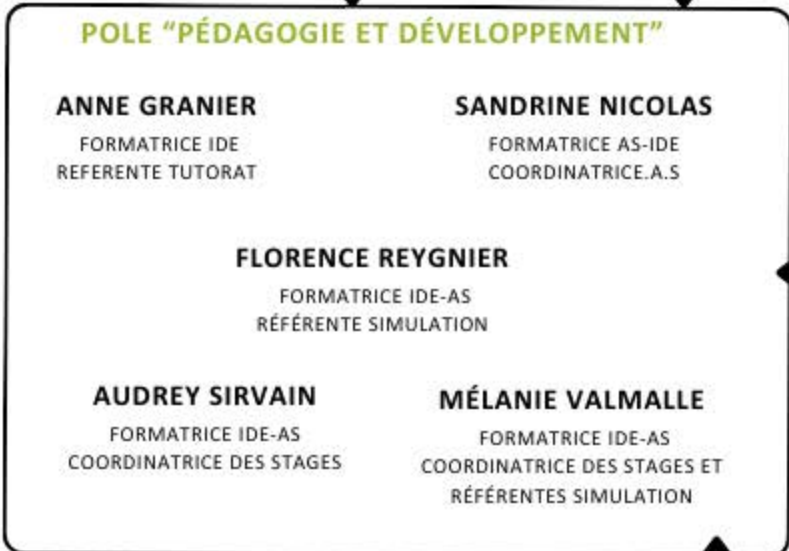 POLE “PÉDAGOGIE ET DÉVELOPPEMENT”
ANNE GRANIER
FORMATRICE IDE
REFERENTE TUTORAT
SANDRINE NICOLAS
FORMATRICE AS-IDE
COORDINATRICE.A.S
FLORENCE REYGNIER
FORMATRICE IDE-AS
RÉFÉRENTE SIMULATION
AUDREY SIRVAIN
FORMATRICE IDE-AS
COORDINATRICE DES STAGES
MÉLANIE VALMALLE
FORMATRICE IDE-AS
COORDINATRICE DES STAGES ET
RÉFÉRENTES SIMULATION